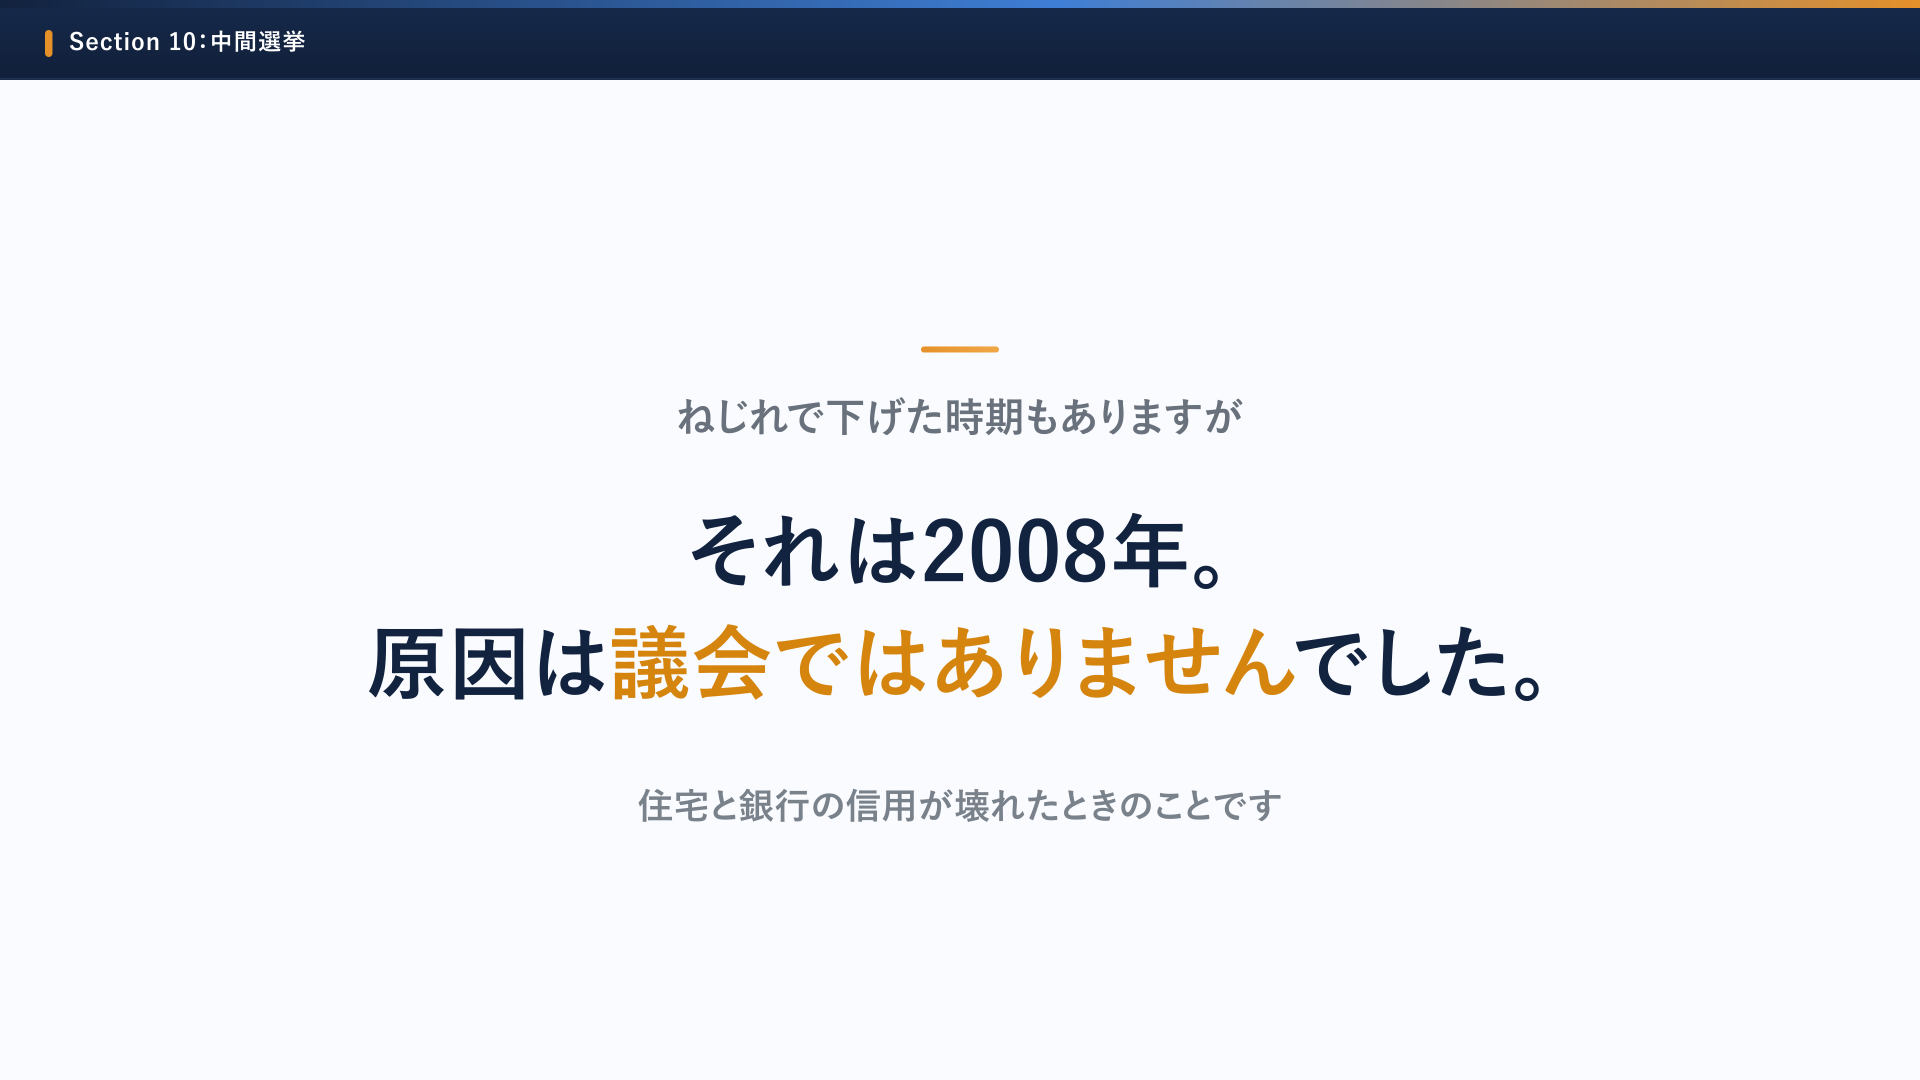 Section 10：中間選挙
ねじれで下げた時期もありますが
それは2008年。
原因は議会ではありませんでした。
住宅と銀行の信用が壊れたときのことです